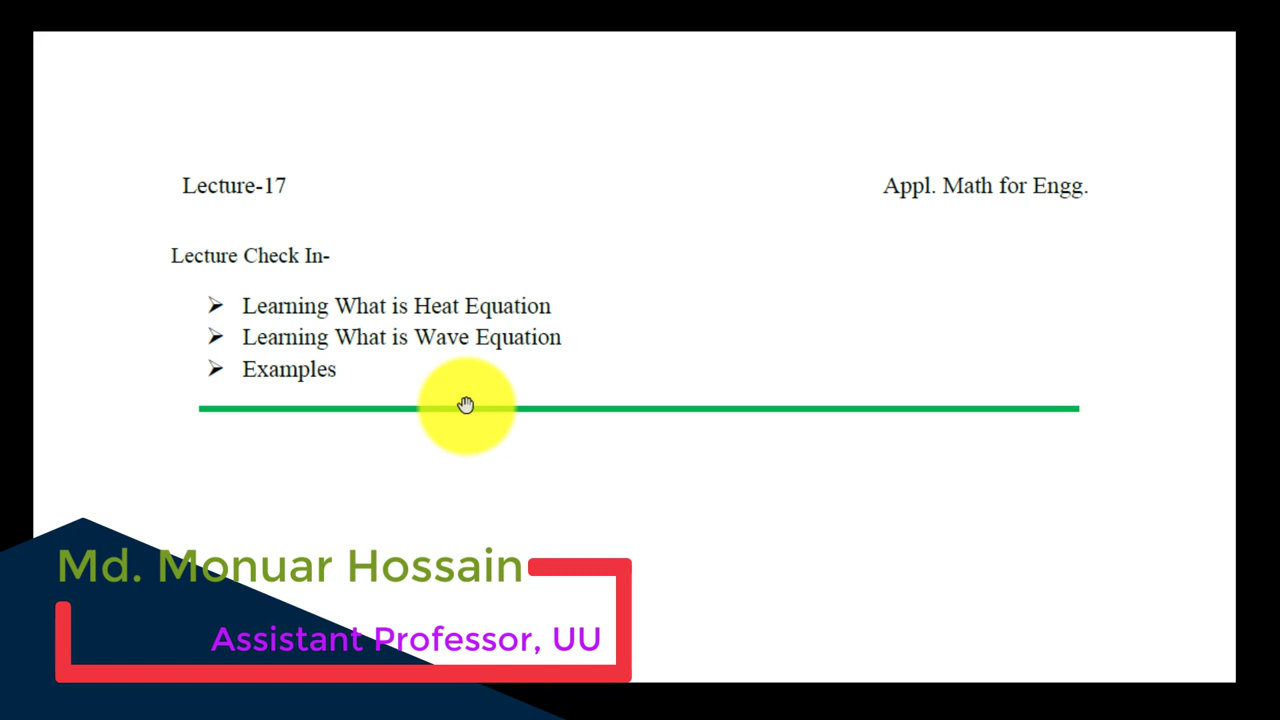 Lecture-17 Appl. Math for Engg.
Lecture Check In-
➢ Learning What is Heat Equation
➢ Learning What is Wave Equation
➢ Examples
Md. Monuar Hossain
Assistant Professor, UU